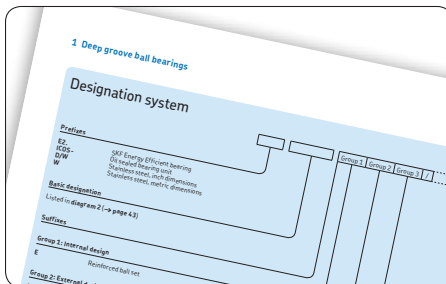 1 Deep groove ball bearings
Designation system
Group 1 Group 2 Group 3 /
Prefixes
E2. SKF Energy Efficient bearing
ICOS- Oil sealed bearing unit
D/W Stainless steel, inch dimensions
W Stainless steel, metric dimensions
Basic designation
Listed in diagram 2 (→ page 43)
Suffixes
Group 1: Internal design
E Reinforced ball set
Group 2: External